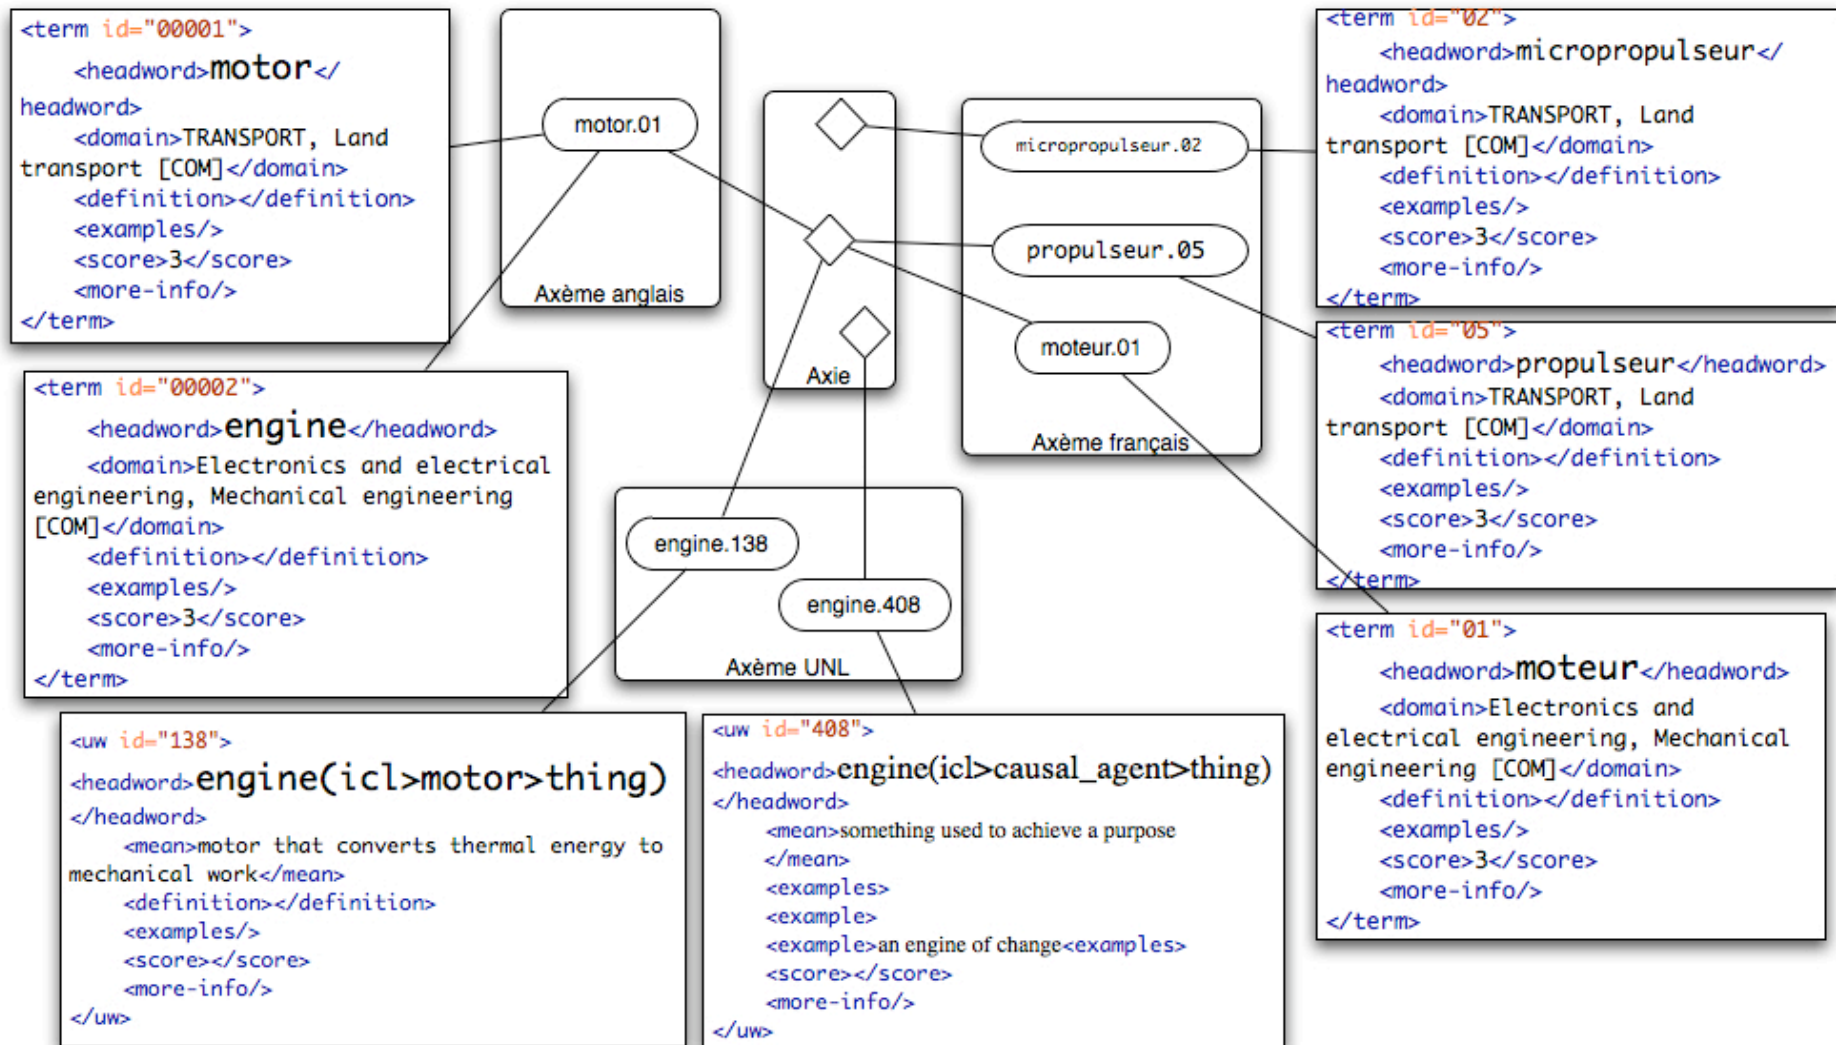 <term id="00001">
<headword>motor</
headword>
<domain>TRANSPORT, Land
transport [COM]</domain>
<definition></definition>
<examples/>
<score>3</score>
<more-info/>
</term>
motor.01
Axème anglais
Axie
micropropulseur.02
propulseur.05
moteur.01
Axème français
<term id="02">
<headword>micropropulseur</
headword>
<domain>TRANSPORT, Land
transport [COM]</domain>
<definition></definition>
<examples/>
<score>3</score>
<more-info/>
</term>
<term id="00002">
<headword>engine</headword>
<domain>Electronics and electrical
engineering, Mechanical engineering
[COM]</domain>
<definition></definition>
<examples/>
<score>3</score>
<more-info/>
</term>
engine.138
engine.408
Axème UNL
<term id="05">
<headword>propulseur</headword>
<domain>TRANSPORT, Land
transport [COM]</domain>
<definition></definition>
<examples/>
<score>3</score>
<more-info/>
</term>
<uw id="138">
<headword>engine(icl>motor>thing)
</headword>
<mean>motor that converts thermal energy to
mechanical work</mean>
<definition></definition>
<examples/>
<score></score>
<more-info/>
</uw>
<uw id="408">
<headword>engine(icl>causal_agent>thing)
</headword>
<mean>something used to achieve a purpose
</mean>
<examples>
<example>
<example>an engine of change<examples>
<score></score>
<more-info/>
</uw>
<term id="01">
<headword>moteur</headword>
<domain>Electronics and
electrical engineering, Mechanical
engineering [COM]</domain>
<definition></definition>
<examples/>
<score>3</score>
<more-info/>
</term>